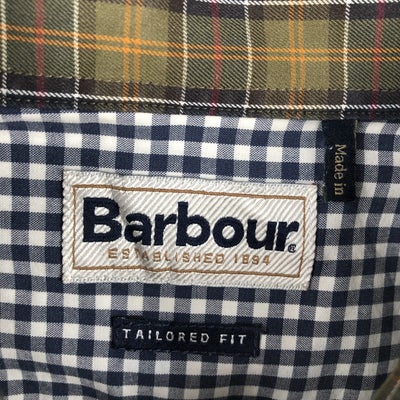 Made in
Barbour®
ESTABLISHED 1894
TAILORED FIT